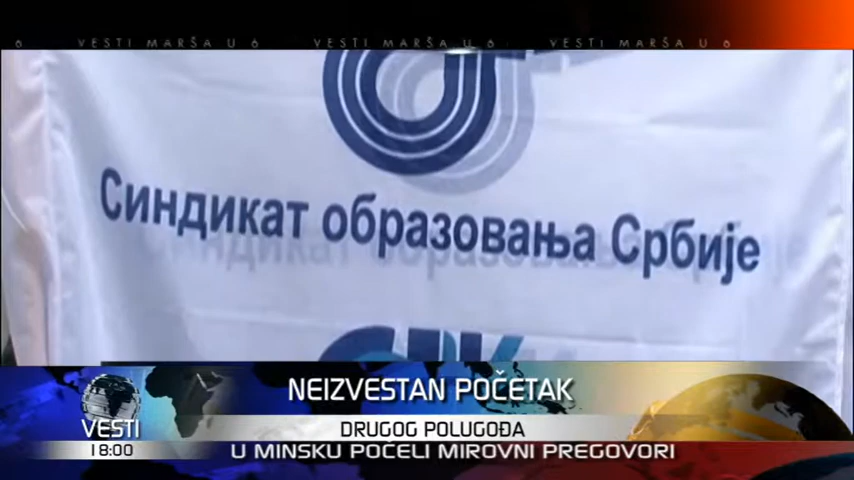 VESTI MARŠA U 6 VESTI MARŠA U 6 VESTI MARŠA U 6
Синдикат образовања Србије
NEIZVESTAN POČETAK
DRUGOG POLUGOĐA
VESTI
18:00
U MINSKU POČELI MIROVNI PREGOVORI